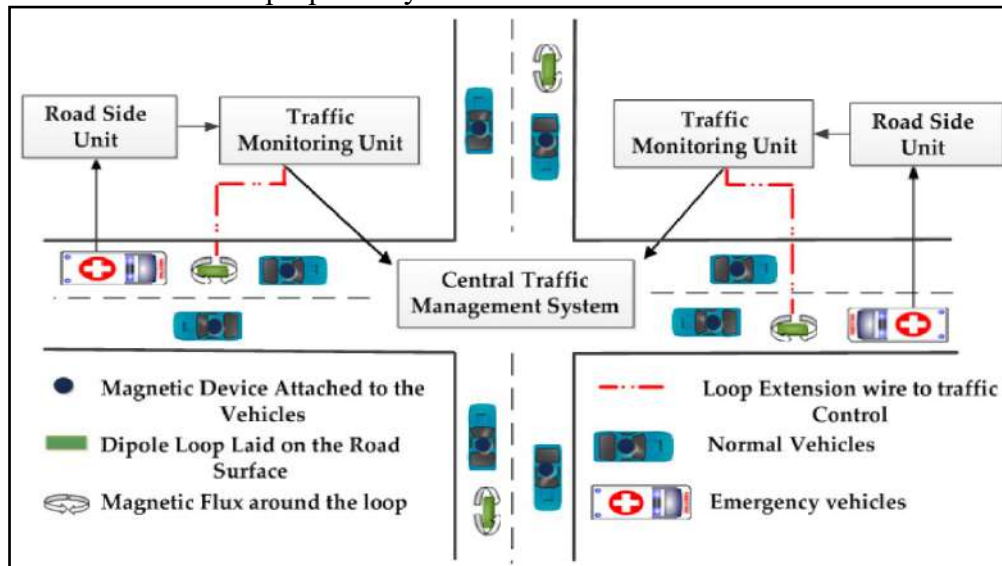 Road Side
Unit
Traffic
Monitoring Unit
Traffic
Monitoring Unit
Road Side
Unit
Central Traffic
Management System
Magnetic Device Attached to the
Vehicles
Dipole Loop Laid on the Road
Surface
Magnetic Flux around the loop
Loop Extension wire to traffic
Control
Normal Vehicles
Emergency vehicles